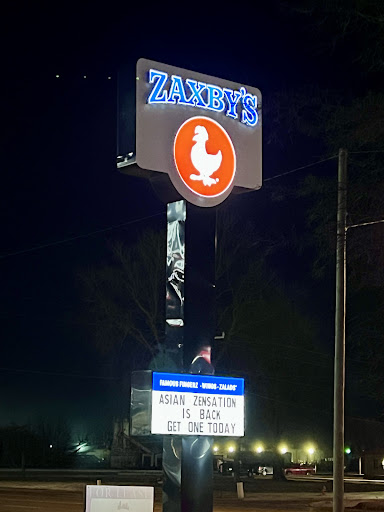 ZAXBY'S
FAMOUS FINGERZ • WINGS • ZALADS
ASIAN ZENSATION
IS BACK
GET ONE TODAY